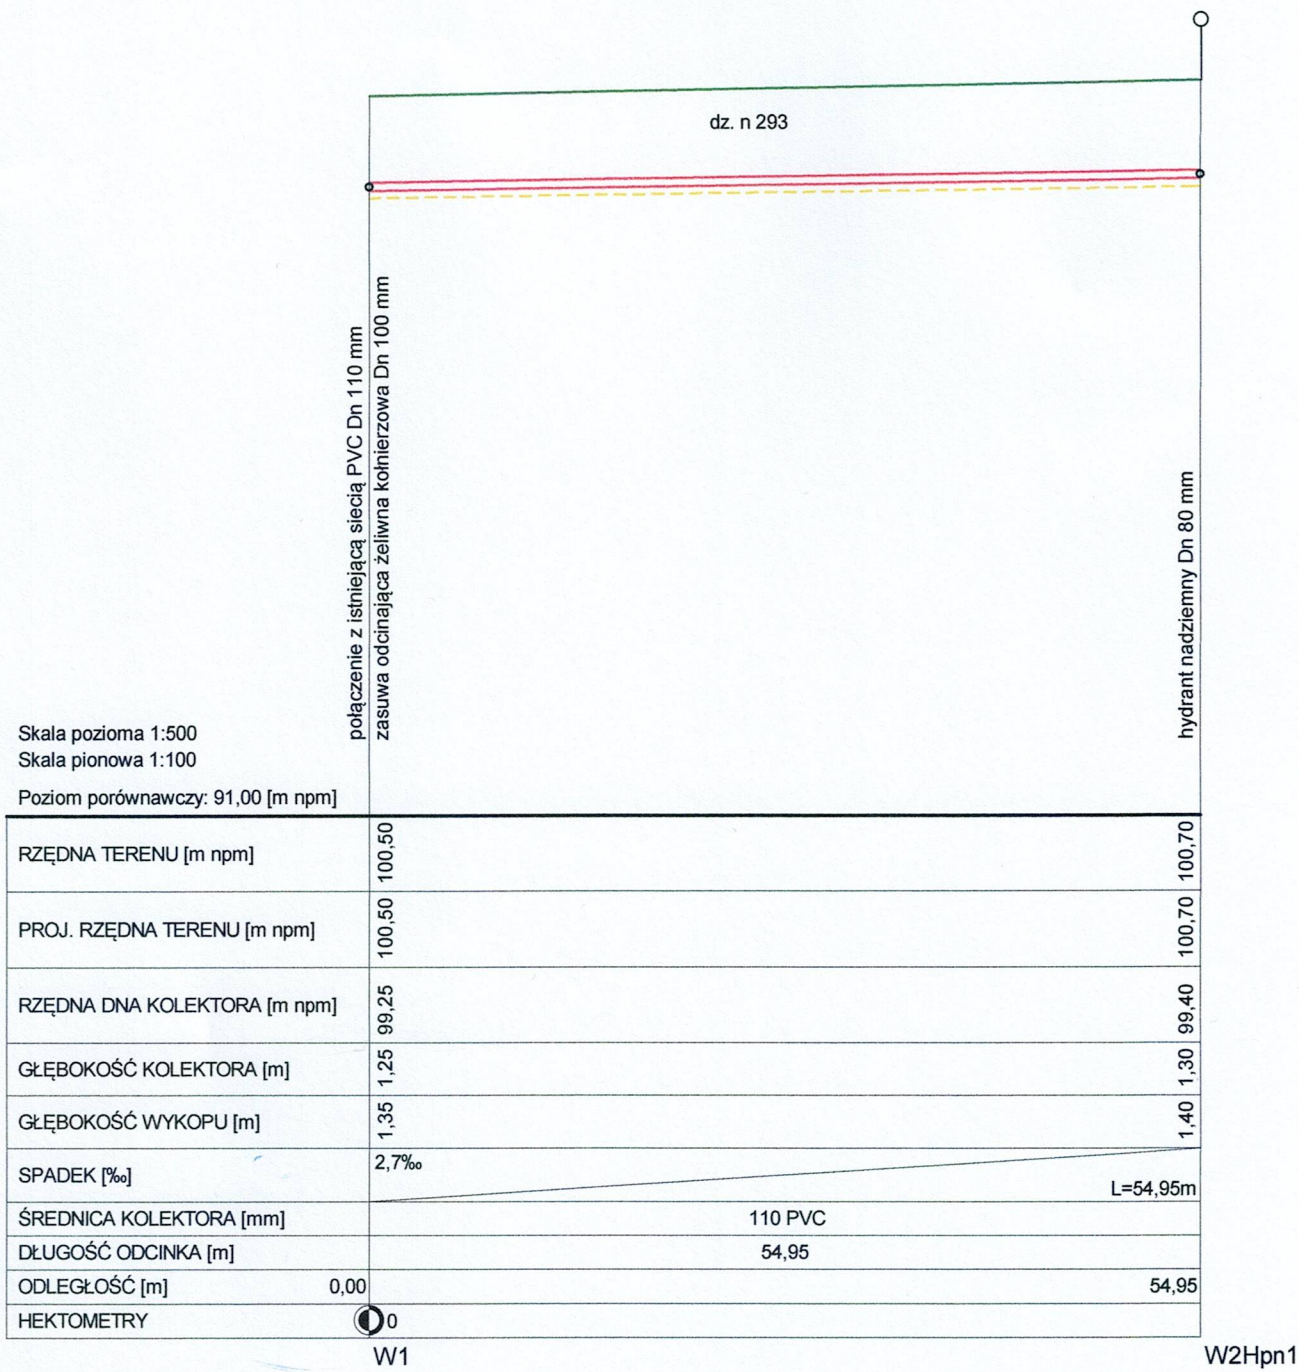 dz. n 293
połączenie z istniejącą siecią PVC Dn 110 mm
zasuwa odcinająca żeliwna kołnierzowa Dn 100 mm
hydrant nadziemny Dn 80 mm
Skala pozioma 1:500
Skala pionowa 1:100
Poziom porównawczy: 91,00 [m npm]
RZĘDNA TERENU [m npm] 100,50 100,70
PROJ. RZĘDNA TERENU [m npm] 100,50 100,70
RZĘDNA DNA KOLEKTORA [m npm] 99,25 99,40
GŁĘBOKOŚĆ KOLEKTORA [m] 1,25 1,30
GŁĘBOKOŚĆ WYKOPU [m] 1,35 1,40
SPADEK [‰] 2,7‰ L=54,95m
ŚREDNICA KOLEKTORA [mm] 110 PVC
DŁUGOŚĆ ODCINKA [m] 54,95
ODLEGŁOŚĆ [m] 0,00 54,95
HEKTOMETRY 0
W1 W2Hpn1